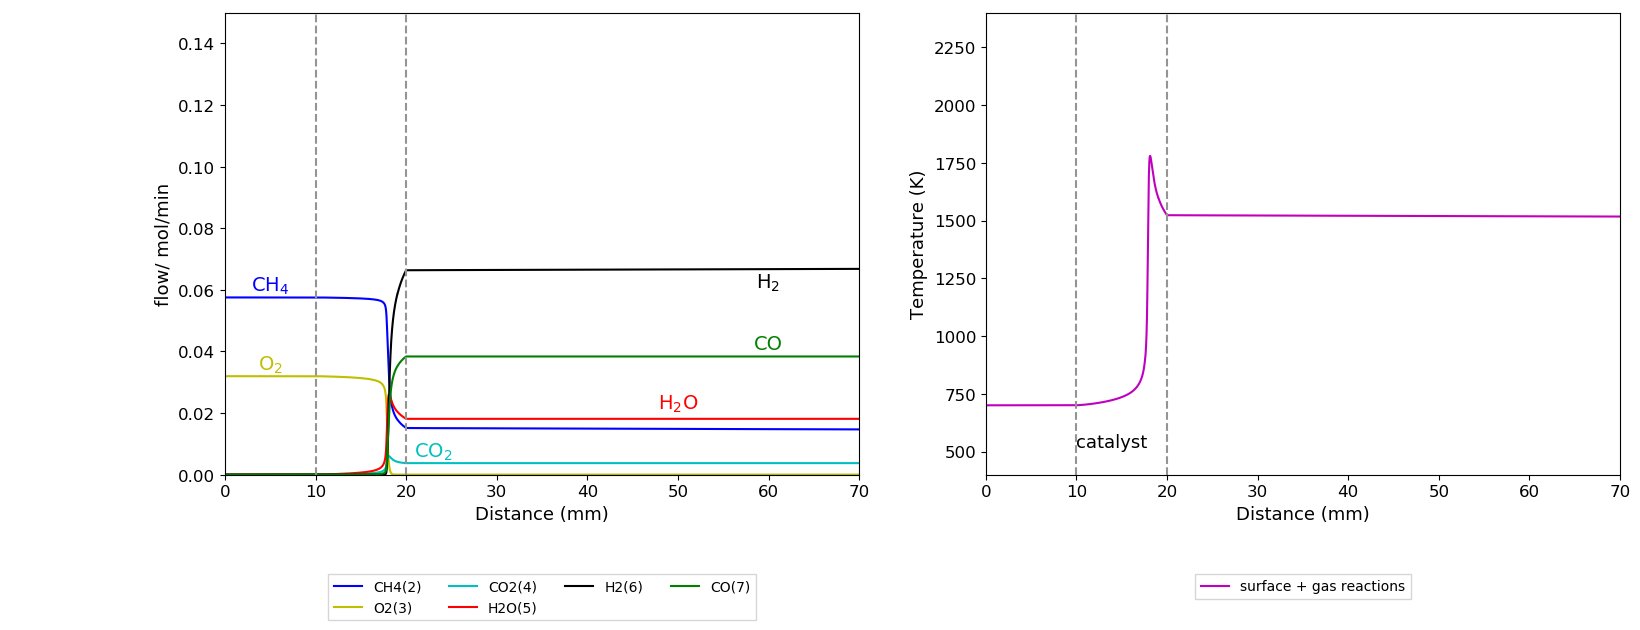 0.14
0.12
0.10
0.08
0.06
0.04
0.02
0.00
flow/ mol/min
CH4
O2
H2
CO
H2O
CO2
0 10 20 30 40 50 60 70
Distance (mm)
CH4(2) CO2(4) H2(6) CO(7)
O2(3) H2O(5)
2250
2000
1750
1500
1250
1000
750
500
Temperature (K)
catalyst
0 10 20 30 40 50 60 70
Distance (mm)
surface + gas reactions